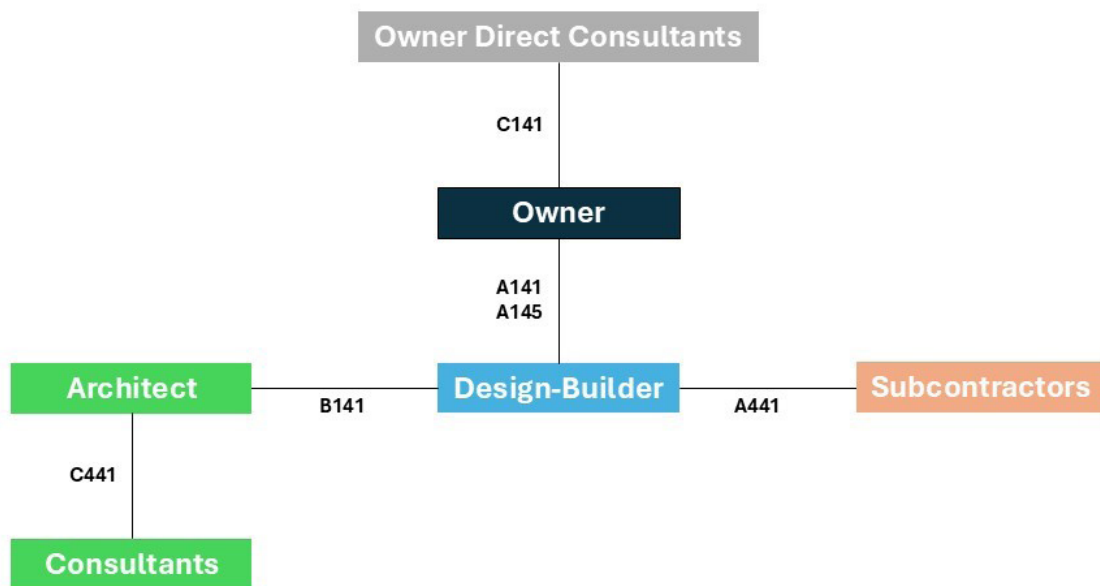 Owner Direct Consultants
C141
Owner
A141
A145
Architect
B141
Design-Builder
A441
Subcontractors
C441
Consultants